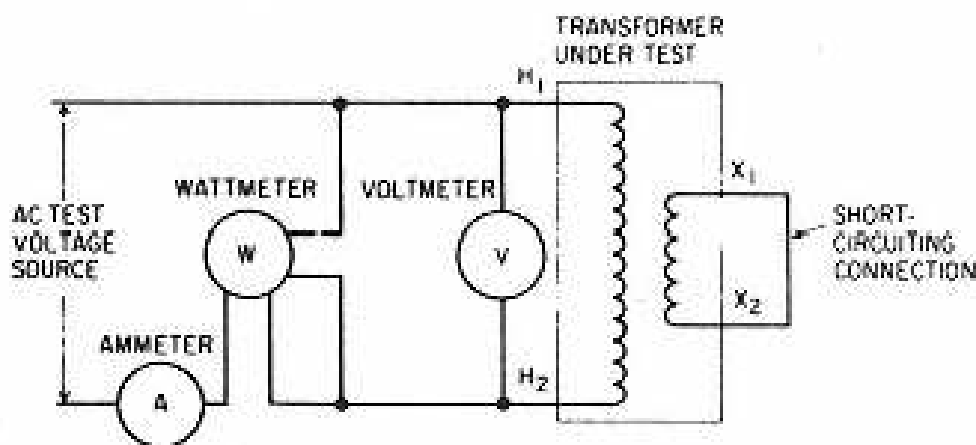 TRANSFORMER
UNDER TEST
H1
WATTMETER
VOLTMETER
X1
AC TEST
VOLTAGE
SOURCE
W
V
SHORT-
CIRCUITING
CONNECTION
X2
AMMETER
H2
A